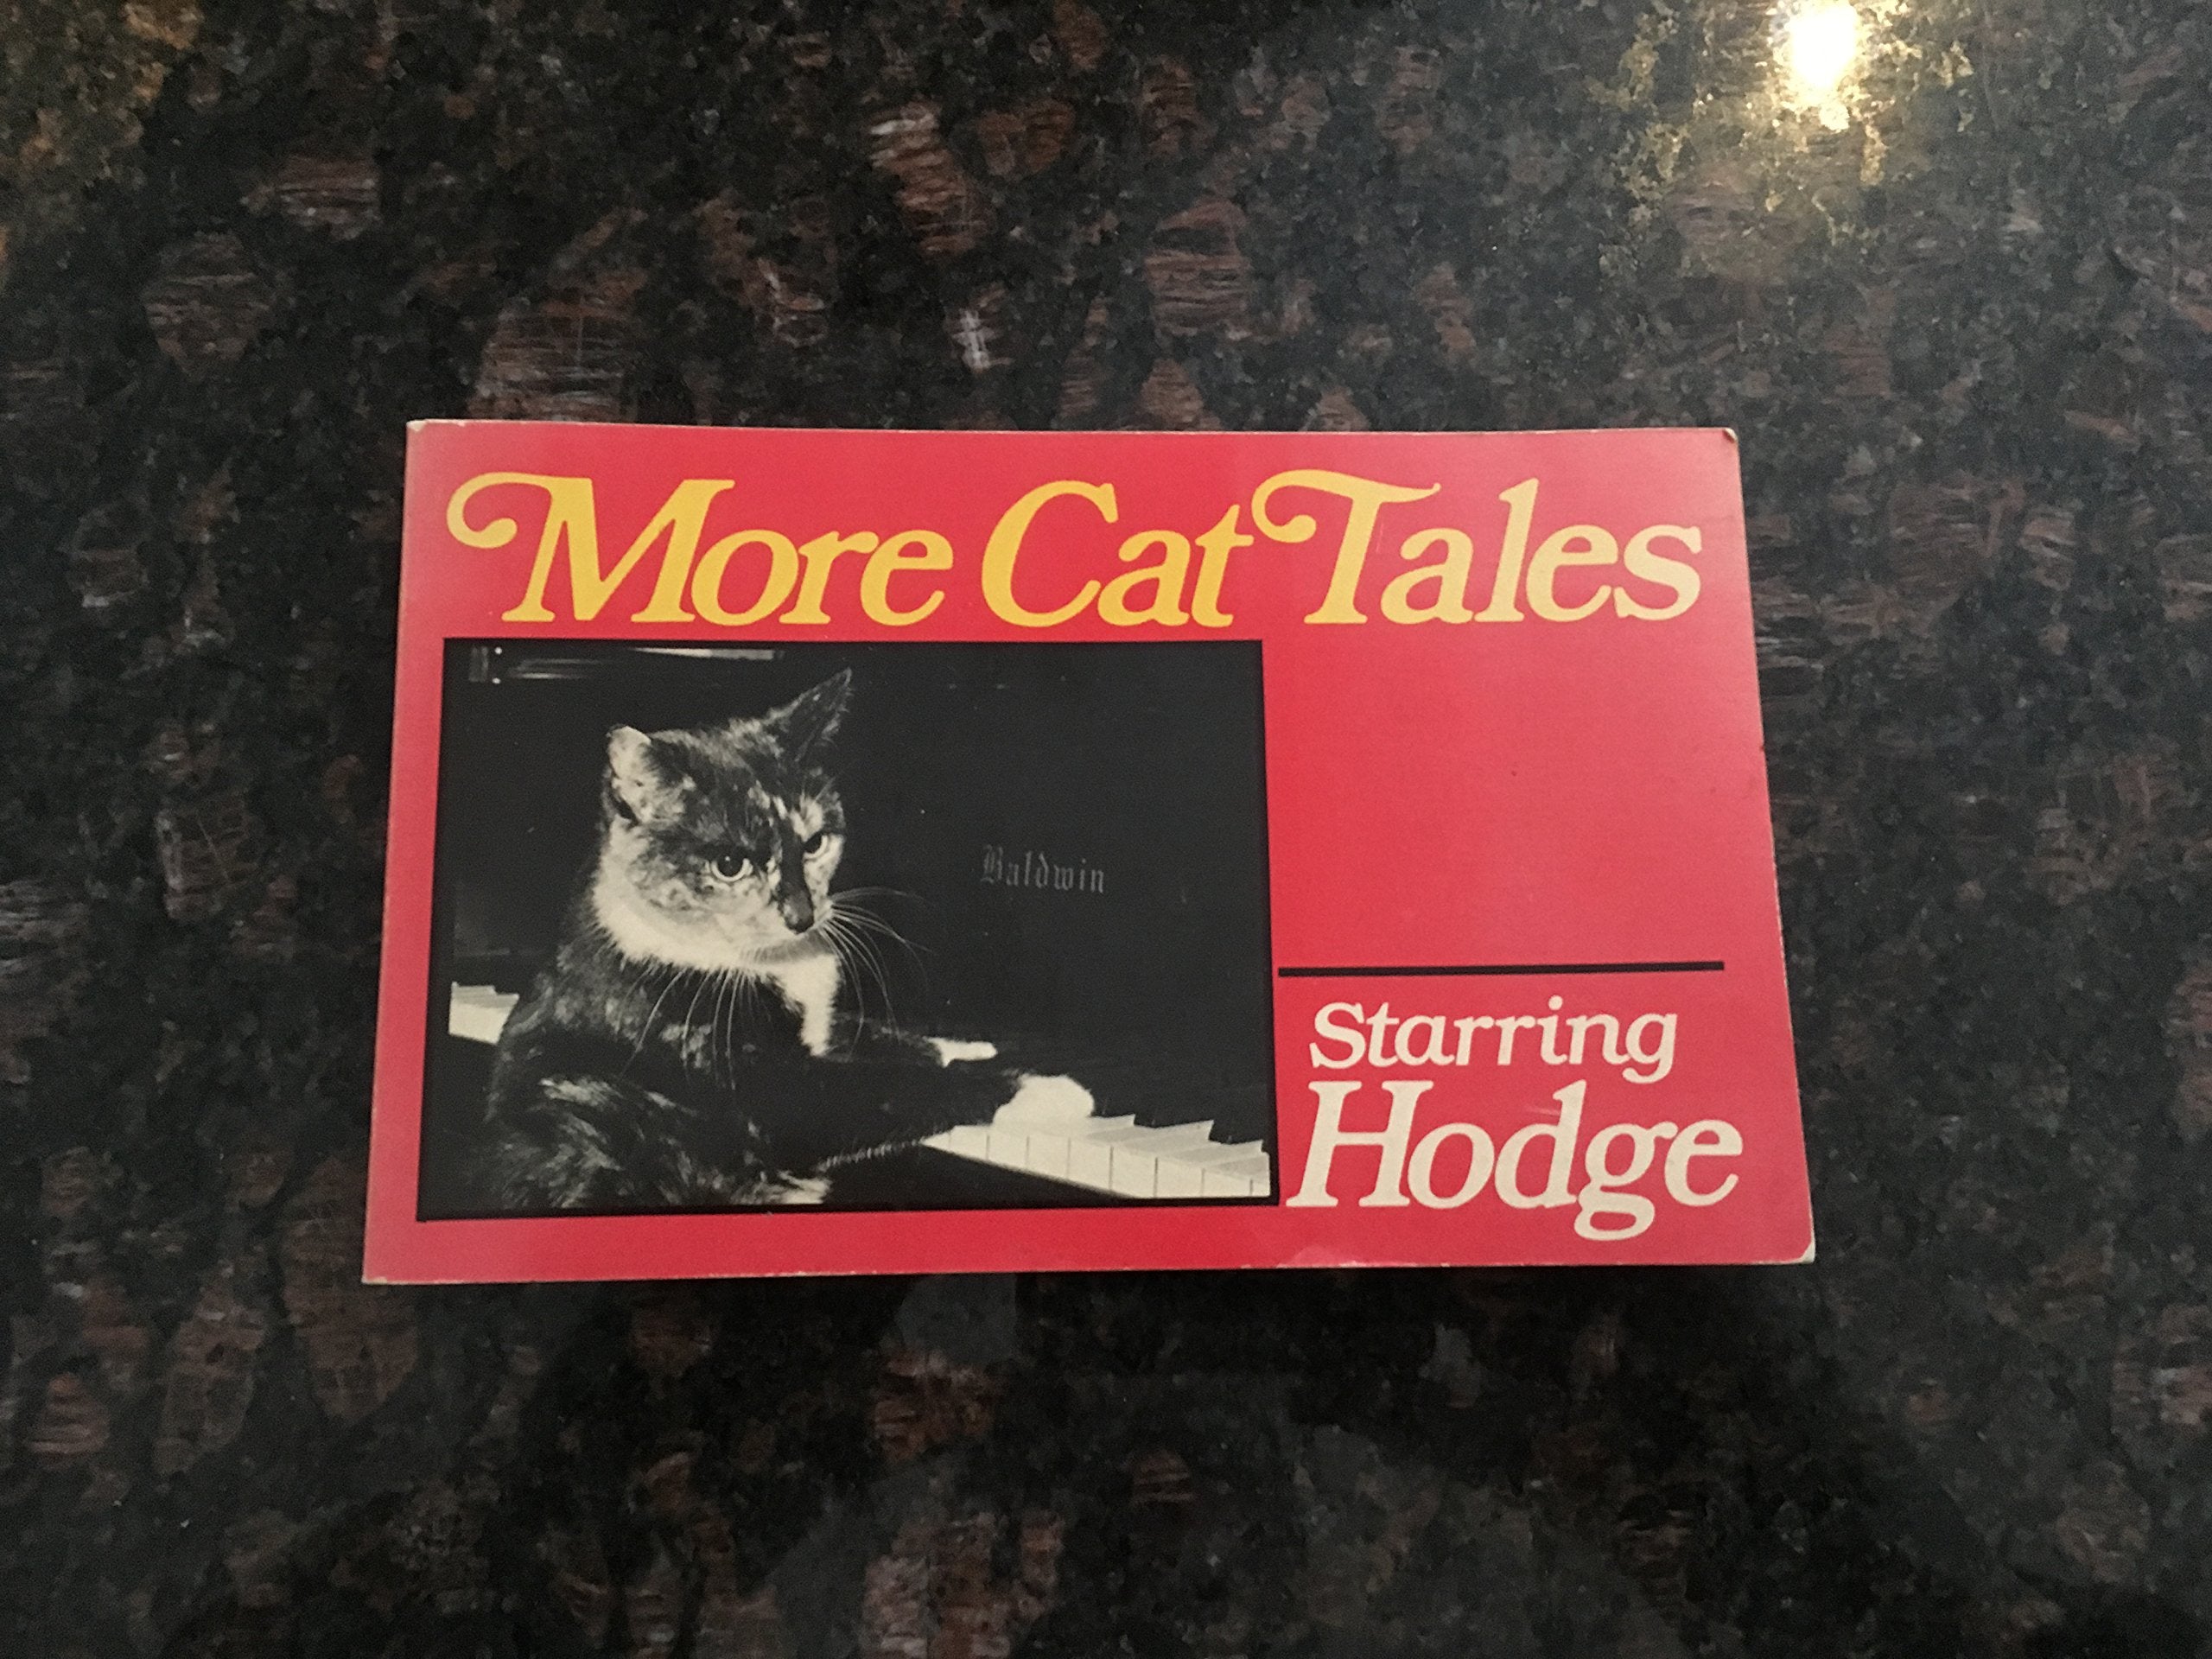 More Cat Tales
Baldwin
Starring
Hodge